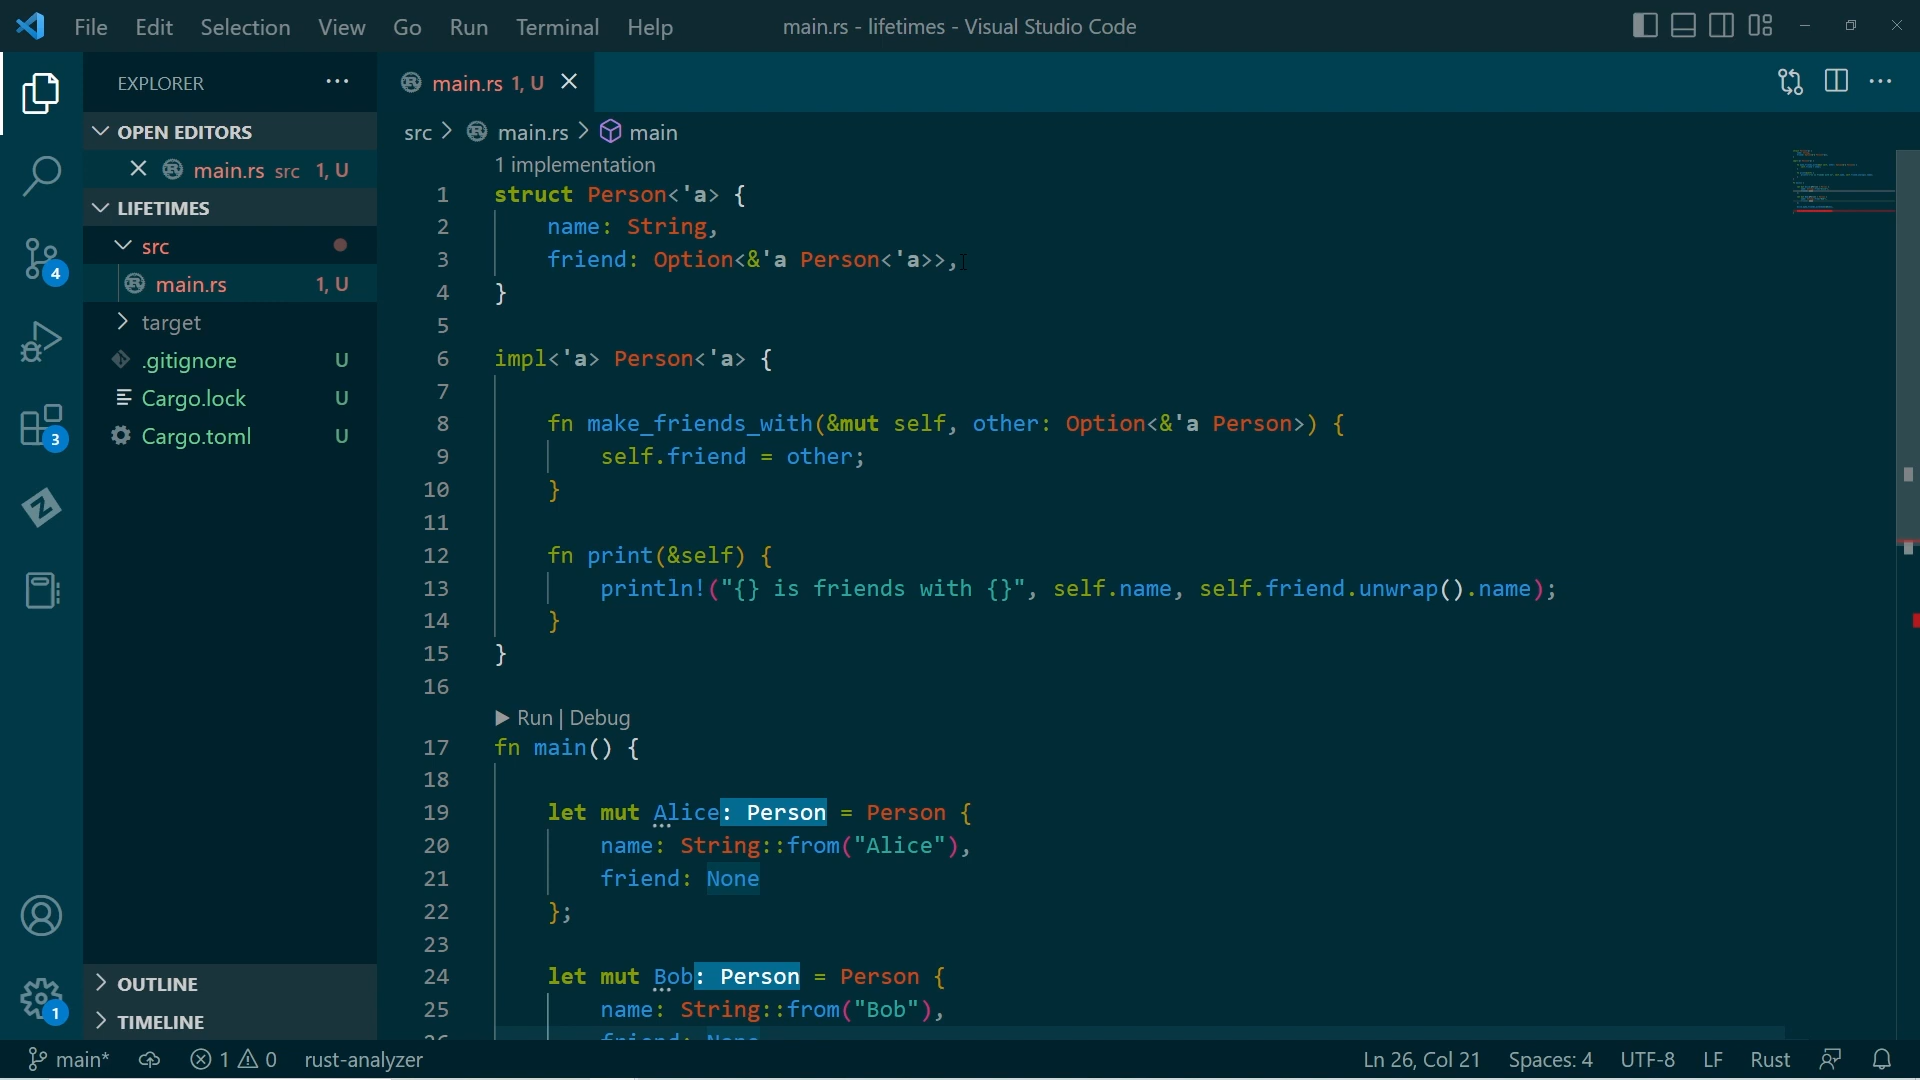 File Edit Selection View Go Run Terminal Help main.rs - lifetimes - Visual Studio Code
EXPLORER
OPEN EDITORS
main.rs src 1, U
LIFETIMES
src
main.rs 1, U
target
.gitignore U
Cargo.lock U
Cargo.toml U
OUTLINE
TIMELINE
4
3
1
main.rs 1, U
src > main.rs > main
1 implementation
1 struct Person<'a> {
2 name: String,
3 friend: Option<&'a Person<'a>>,
4 }
5
6 impl<'a> Person<'a> {
7
8 fn make_friends_with(&mut self, other: Option<&'a Person>) {
9 self.friend = other;
10 }
11
12 fn print(&self) {
13 println!("{} is friends with {}", self.name, self.friend.unwrap().name);
14 }
15 }
16
Run | Debug
17 fn main() {
18
19 let mut Alice: Person = Person {
20 name: String::from("Alice"),
21 friend: None
22 };
23
24 let mut Bob: Person = Person {
25 name: String::from("Bob"),
26 friend: None
main* 1 0 rust-analyzer Ln 26, Col 21 Spaces: 4 UTF-8 LF Rust